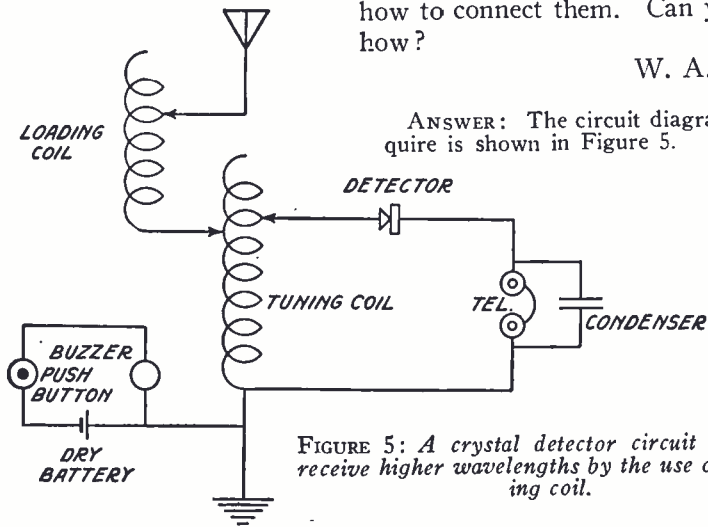 how to connect them. Can
how?
W. A.
ANSWER: The circuit
quire is shown in Figure 5.
LOADING
COIL
DETECTOR
TUNING COIL
TEL.
CONDENSER
BUZZER
PUSH
BUTTON
DRY
BATTERY
FIGURE 5: A crystal detector circuit
receive higher wavelengths by the use
ing coil.